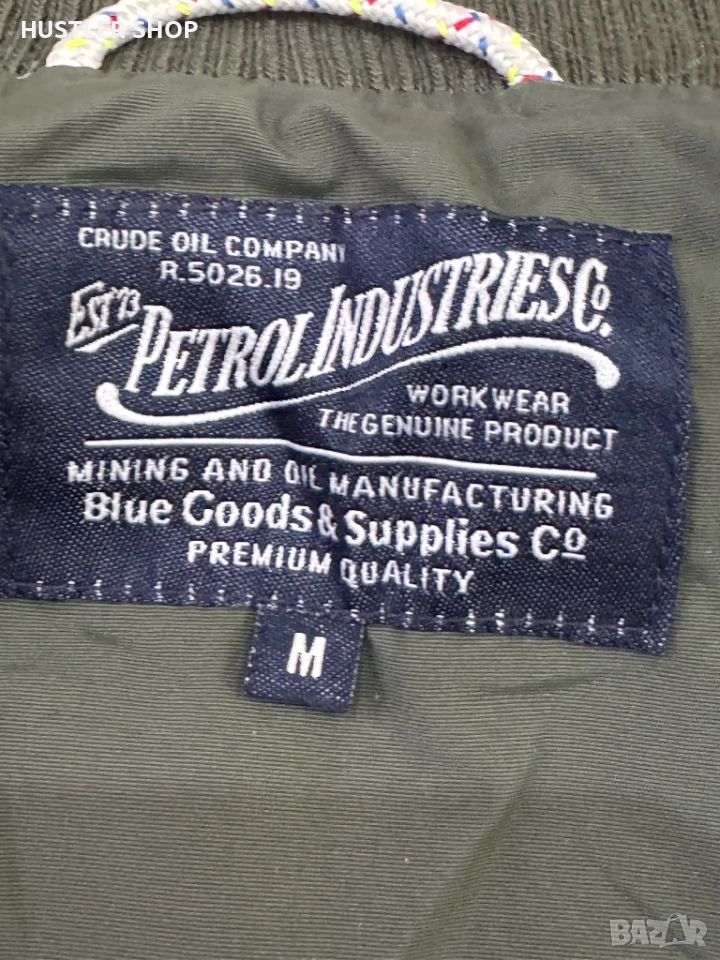 HUSTLER SHOP
CRUDE OIL COMPANY
R.5026.19
EST'73 PETROL INDUSTRIES Co.
WORKWEAR
THE GENUINE PRODUCT
MINING AND OIL MANUFACTURING
Blue Goods & Supplies Co
PREMIUM QUALITY
M
BAZAR